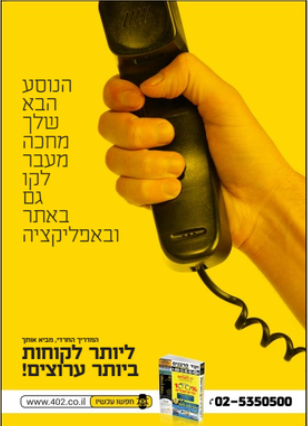 הנוסע
הבא
שלך
מחכה
מעבר
לקו
גם
באתר
ובאפליקציה
המדריך החרדי, מביא אותך
ליותר לקוחות
ביותר ערוצים!
www.402.co.il
חפשו עכשיו
02-5350500